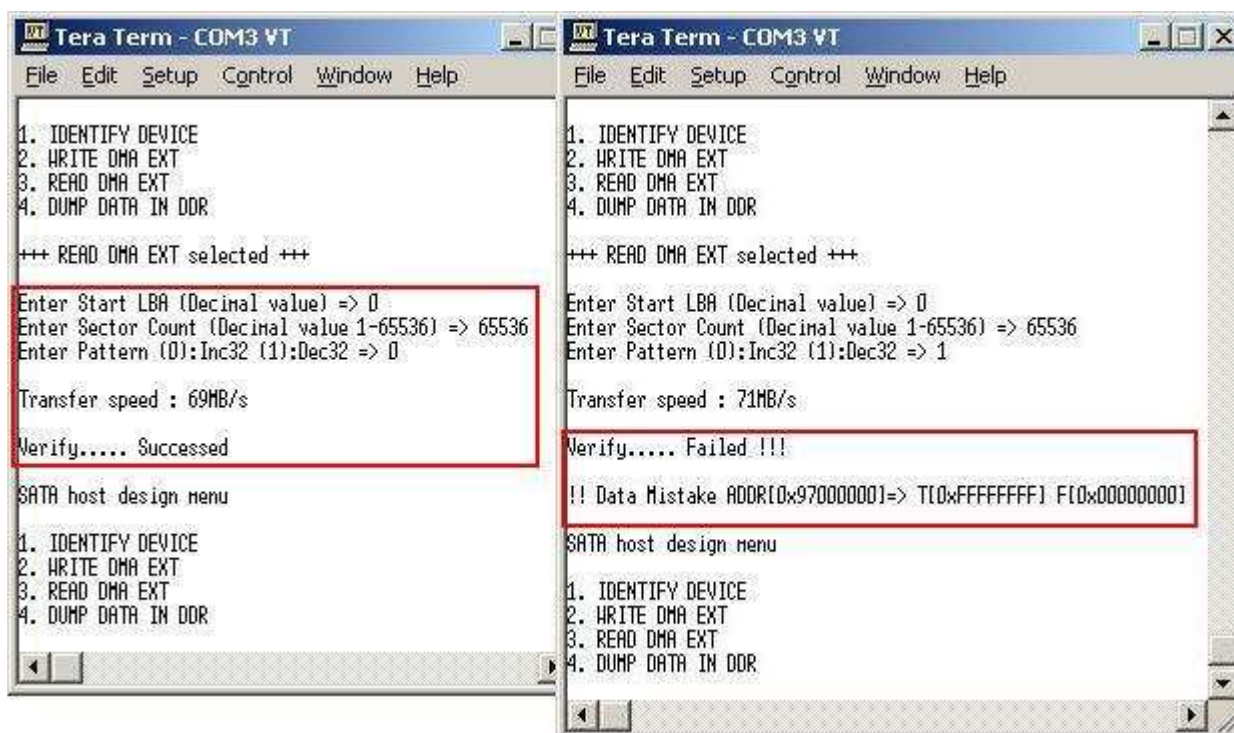 Tera Term - COM3 VT
File Edit Setup Control Window Help
1. IDENTIFY DEVICE
2. WRITE DMA EXT
3. READ DMA EXT
4. DUMP DATA IN DDR
+++ READ DMA EXT selected +++
Enter Start LBA (Decimal value) => 0
Enter Sector Count (Decimal value 1-65536) => 65536
Enter Pattern (0):Inc32 (1):Dec32 => 0
Transfer speed : 69MB/s
Verify..... Successed
SATA host design menu
1. IDENTIFY DEVICE
2. WRITE DMA EXT
3. READ DMA EXT
4. DUMP DATA IN DDR
Tera Term - COM3 VT
File Edit Setup Control Window Help
1. IDENTIFY DEVICE
2. WRITE DMA EXT
3. READ DMA EXT
4. DUMP DATA IN DDR
+++ READ DMA EXT selected +++
Enter Start LBA (Decimal value) => 0
Enter Sector Count (Decimal value 1-65536) => 65536
Enter Pattern (0):Inc32 (1):Dec32 => 1
Transfer speed : 71MB/s
Verify..... Failed !!!
!! Data Mistake ADDR[0x97000000]=> T[0xFFFFFFFF] F[0x00000000]
SATA host design menu
1. IDENTIFY DEVICE
2. WRITE DMA EXT
3. READ DMA EXT
4. DUMP DATA IN DDR